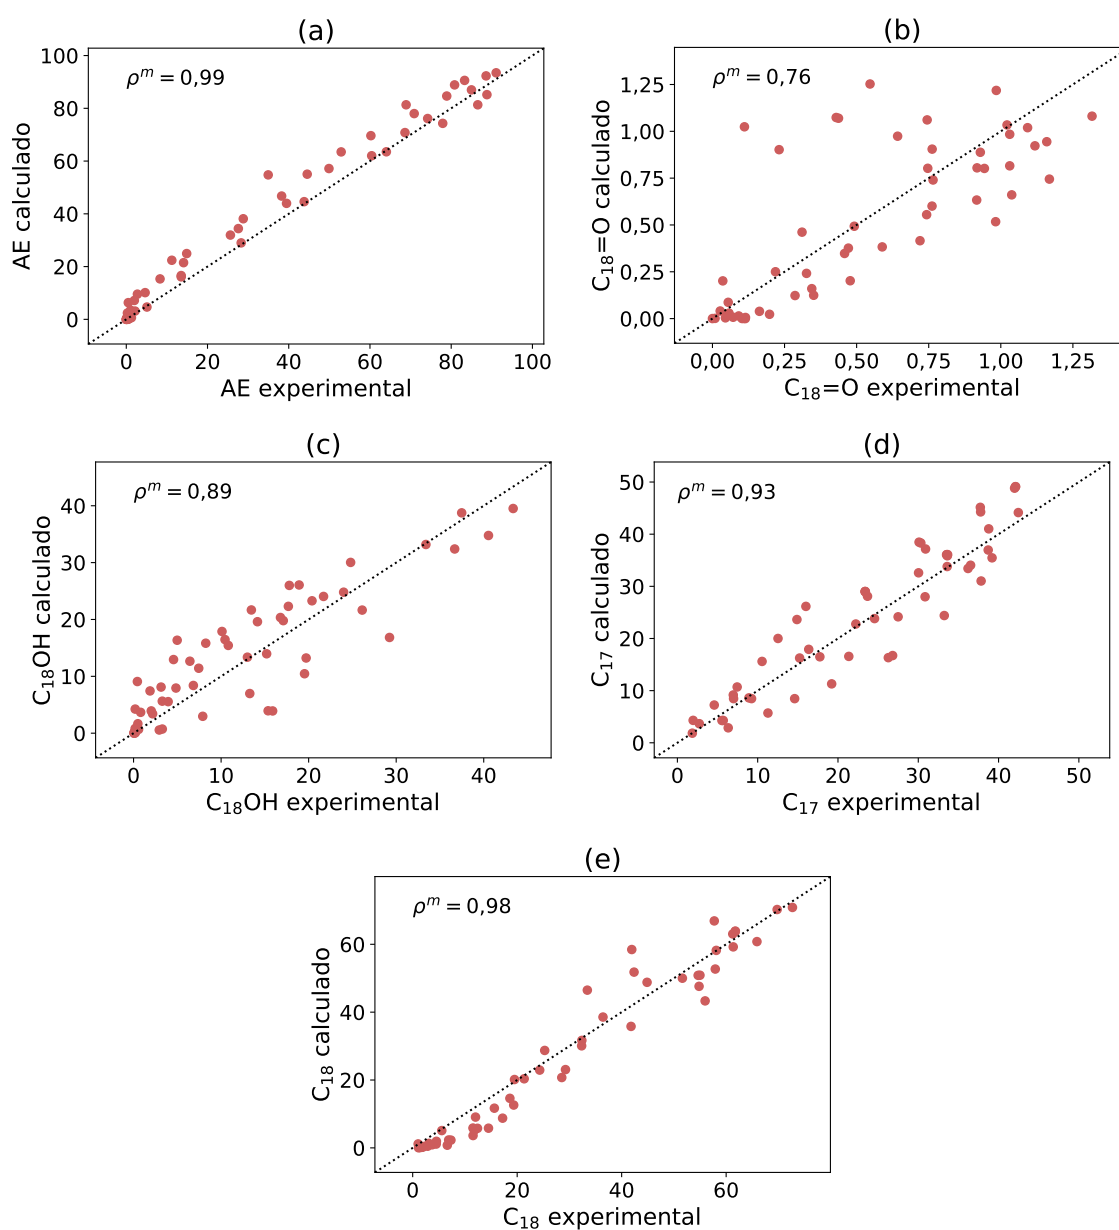 (a)
ρᵐ = 0,99
100
80
60
40
20
0
AE calculado
0 20 40 60 80 100
AE experimental
(b)
ρᵐ = 0,76
1,25
1,00
0,75
0,50
0,25
0,00
C₁₈=O calculado
0,00 0,25 0,50 0,75 1,00 1,25
C₁₈=O experimental
(c)
ρᵐ = 0,89
40
30
20
10
0
C₁₈OH calculado
0 10 20 30 40
C₁₈OH experimental
(d)
ρᵐ = 0,93
50
40
30
20
10
0
C₁₇ calculado
0 10 20 30 40 50
C₁₇ experimental
(e)
ρᵐ = 0,98
60
40
20
0
C₁₈ calculado
0 20 40 60
C₁₈ experimental